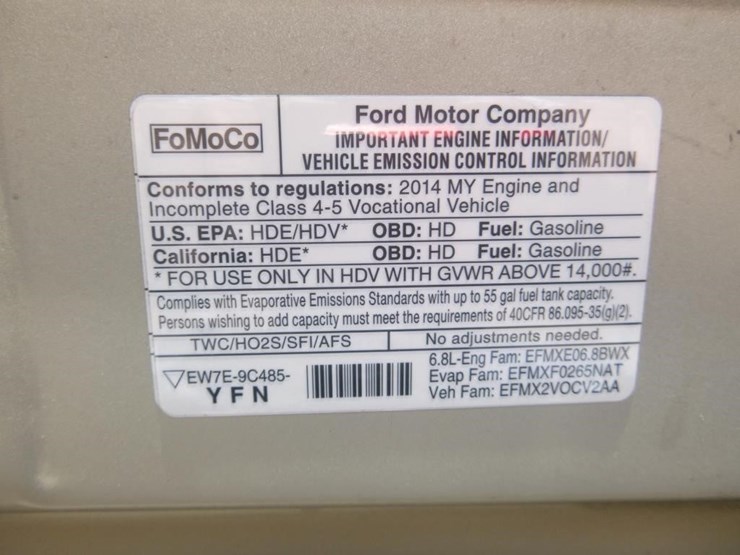 FoMoCo
Ford Motor Company
IMPORTANT ENGINE INFORMATION/
VEHICLE EMISSION CONTROL INFORMATION
Conforms to regulations: 2014 MY Engine and
Incomplete Class 4-5 Vocational Vehicle
U.S. EPA: HDE/HDV* OBD: HD Fuel: Gasoline
California: HDE* OBD: HD Fuel: Gasoline
* FOR USE ONLY IN HDV WITH GVWR ABOVE 14,000#.
Complies with Evaporative Emissions Standards with up to 55 gal fuel tank capacity.
Persons wishing to add capacity must meet the requirements of 40CFR 86.095-35(g)(2).
TWC/HO2S/SFI/AFS
No adjustments needed.
EW7E-9C485-
YFN
6.8L-Eng Fam: EFMXE06.8BWX
Evap Fam: EFMXF0265NAT
Veh Fam: EFMX2VOCV2AA